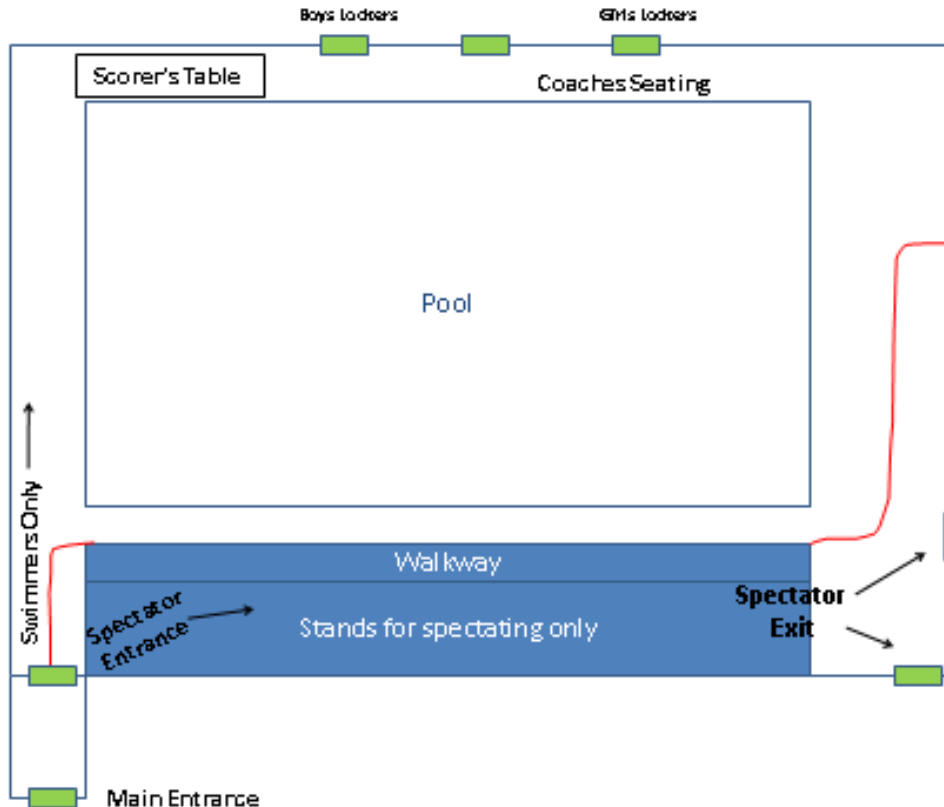 Boys Lockers
Girls Lockers
Scorer's Table
Coaches Seating
Pool
Swimmers Only
Walkway
Spectator
Entrance
Stands for spectating only
Spectator
Exit
Main Entrance